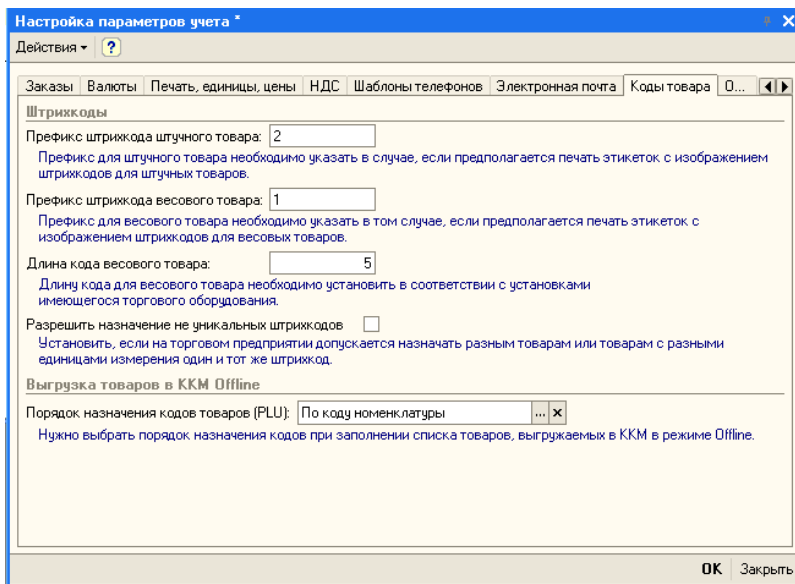 Настройка параметров учета *
Действия
?
Заказы Валюты Печать, единицы, цены НДС Шаблоны телефонов Электронная почта Коды товара О...
Штрихкоды
Префикс штрихкода штучного товара: 2
Префикс для штучного товара необходимо указать в случае, если предполагается печать этикеток с изображением
штрихкодов для штучных товаров.
Префикс штрихкода весового товара: 1
Префикс для весового товара необходимо указать в том случае, если предполагается печать этикеток с
изображением штрихкодов для весовых товаров.
Длина кода весового товара: 5
Длину кода для весового товара необходимо установить в соответствии с установками
имеющегося торгового оборудования.
Разрешить назначение не уникальных штрихкодов
Установить, если на торговом предприятии допускается назначать разным товарам или товарам с разными
единицами измерения один и тот же штрихкод.
Выгрузка товаров в ККМ Offline
Порядок назначения кодов товаров (PLU): По коду номенклатуры ... x
Нужно выбрать порядок назначения кодов при заполнении списка товаров, выгружаемых в ККМ в режиме Offline.
OK Закрыть